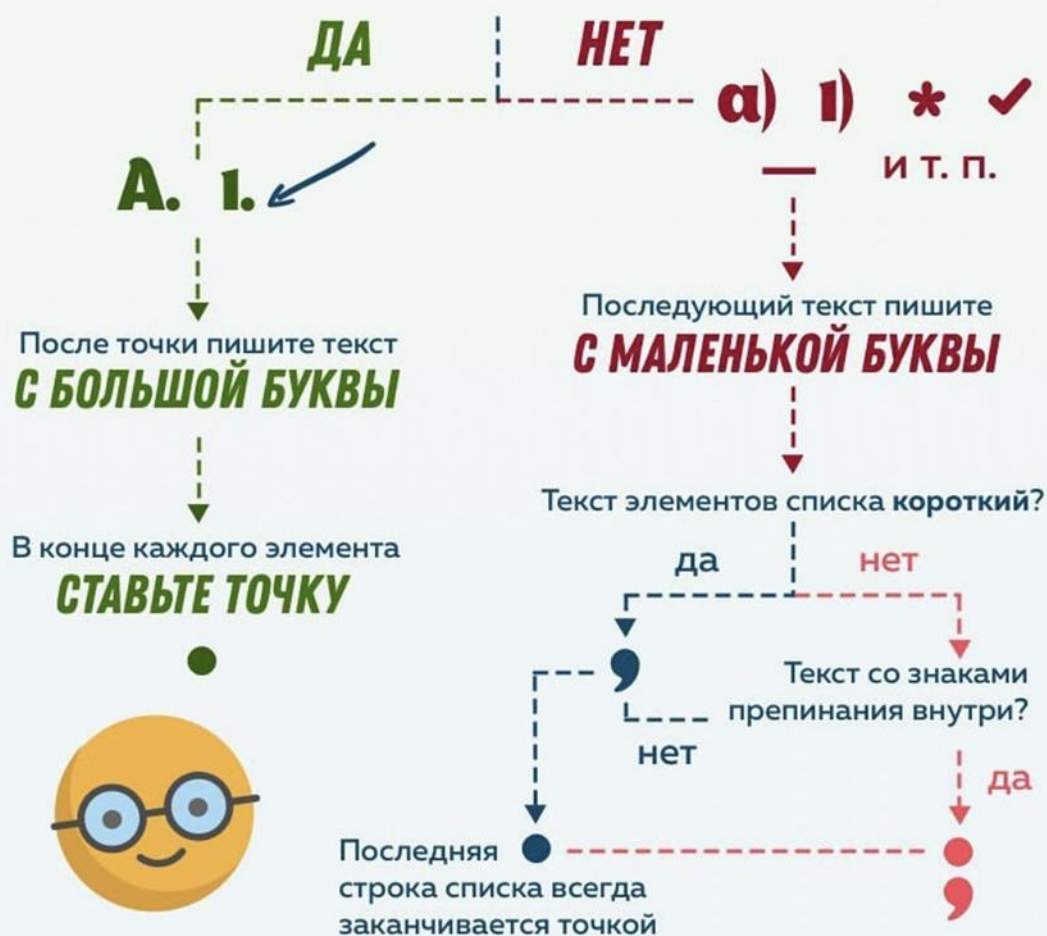 ДА
НЕТ
А. 1.
а) 1) * ✔
— и т. п.
После точки пишите текст
С БОЛЬШОЙ БУКВЫ
В конце каждого элемента
СТАВЬТЕ ТОЧКУ
.
Последующий текст пишите
С МАЛЕНЬКОЙ БУКВЫ
Текст элементов списка короткий?
да
нет
,
Текст со знаками
препинания внутри?
нет
да
Последняя .
строка списка всегда
заканчивается точкой
;